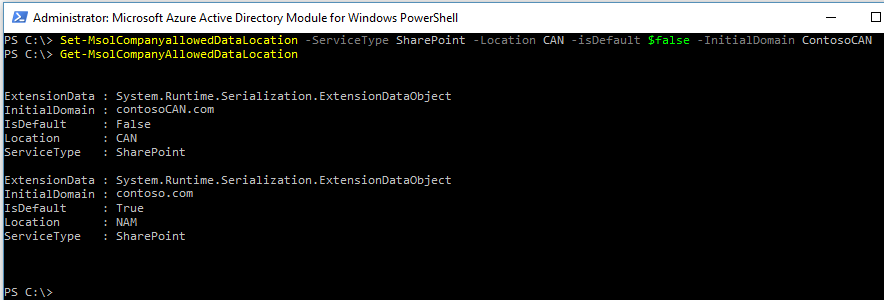 Administrator: Microsoft Azure Active Directory Module for Windows PowerShell
PS C:\> Set-MsolCompanyallowedDataLocation -ServiceType SharePoint -Location CAN -isDefault $false -InitialDomain ContosoCAN
PS C:\> Get-MsolCompanyAllowedDataLocation
ExtensionData : System.Runtime.Serialization.ExtensionDataObject
InitialDomain : contosoCAN.com
IsDefault : False
Location : CAN
ServiceType : SharePoint
ExtensionData : System.Runtime.Serialization.ExtensionDataObject
InitialDomain : contoso.com
IsDefault : True
Location : NAM
ServiceType : SharePoint
PS C:\>